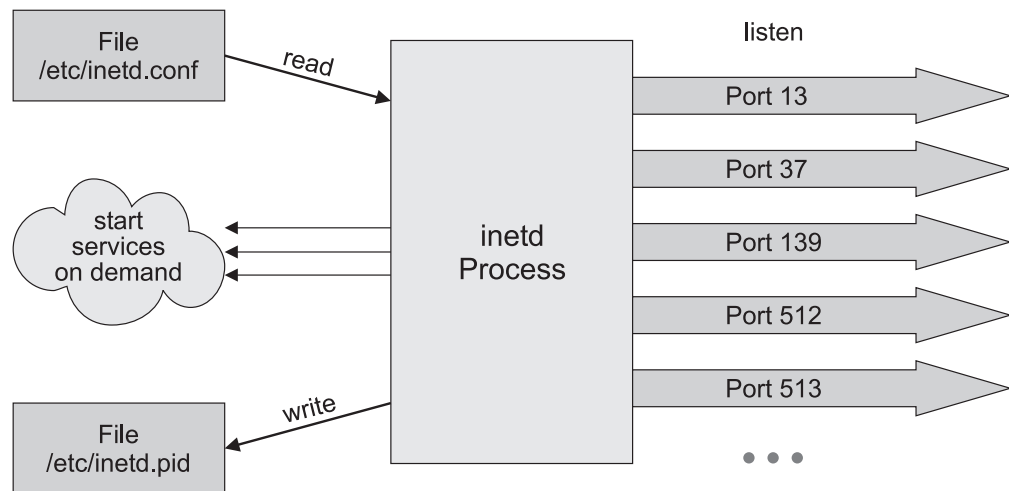 File
/etc/inetd.conf
read
start
services
on demand
File
/etc/inetd.pid
write
inetd
Process
listen
Port 13
Port 37
Port 139
Port 512
Port 513